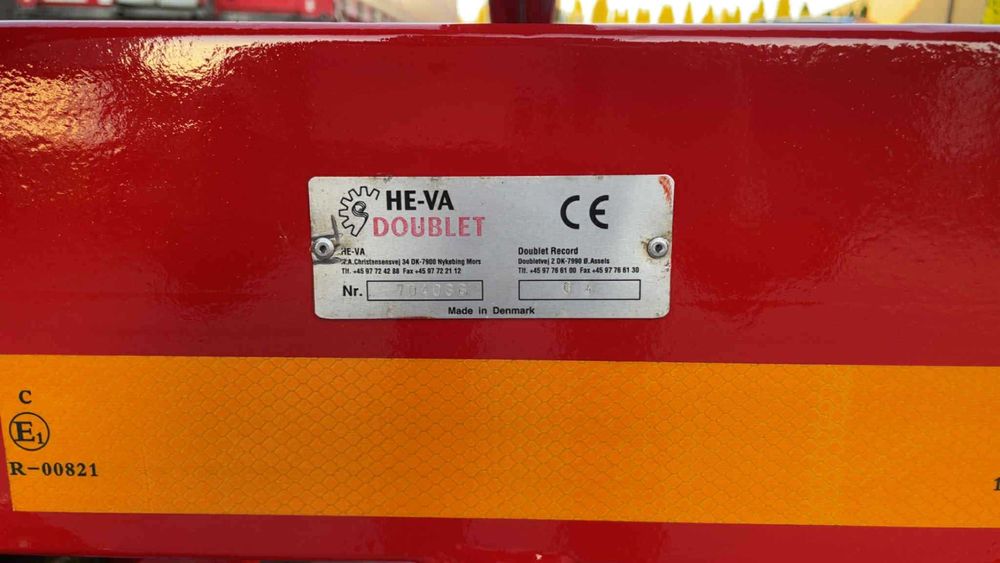 HE-VA
DOUBLET
CE
HE-VA
N.A.Christensensvej 34 DK-7900 Nykøbing Mors
Tlf. +45 97 72 42 88 Fax +45 97 72 21 12
Doublet Record
Doubletvej 2 DK-7990 Ø.Assels
Tlf. +45 97 76 61 00 Fax +45 97 76 61 30
Nr.
0 4
Made in Denmark
C
E1
R-00821